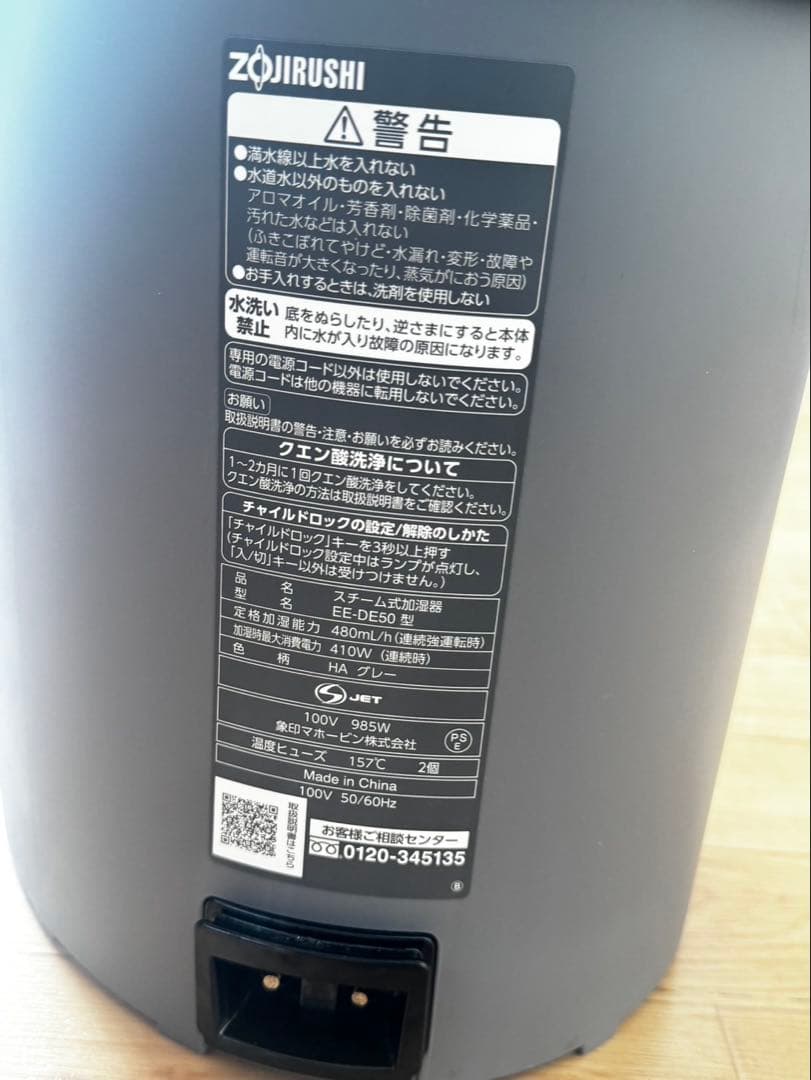 ZOJIRUSHI
警告
●満水線以上水を入れない
●水道水以外のものを入れない
アロマオイル・芳香剤・除菌剤・化学薬品・
汚れた水などは入れない
(ふきこぼれてやけど・水漏れ・変形・故障や
運転音が大きくなったり、蒸気がにおう原因)
●お手入れするときは、洗剤を使用しない
水洗い
禁止
底をぬらしたり、逆さまにすると本体
内に水が入り故障の原因になります。
専用の電源コード以外は使用しないでください。
電源コードは他の機器に転用しないでください。
お願い
取扱説明書の警告・注意・お願いを必ずお読みください。
クエン酸洗浄について
1〜2カ月に1回クエン酸洗浄をしてください。
クエン酸洗浄の方法は取扱説明書をご確認ください。
チャイルドロックの設定/解除のしかた
「チャイルドロック」キーを3秒以上押す
(チャイルドロック設定中はランプが点灯し、
「入/切」キー以外は受けつけません。)
品名 スチーム式加湿器
型名 EE-DE50 型
定格加湿能力 480mL/h (連続強運転時)
加湿時最大消費電力 410W (連続時)
色柄 HA グレー
JET
100V 985W
象印マホービン株式会社
PSE
温度ヒューズ 157℃ 2個
Made in China
100V 50/60Hz
取扱説明書はこちら
お客様ご相談センター
0120-345135
B